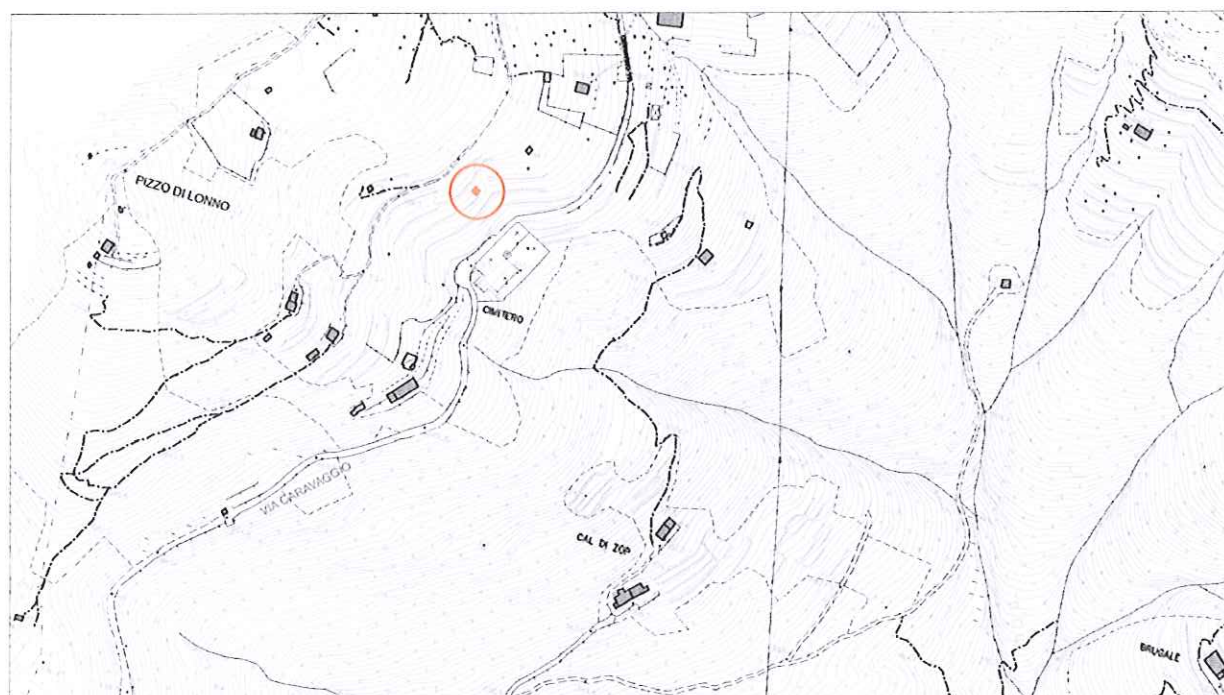 PIZZO DI LONNO
CIMITERO
VIA CARAVAGGIO
CAL DI ZOP
BRUGALE